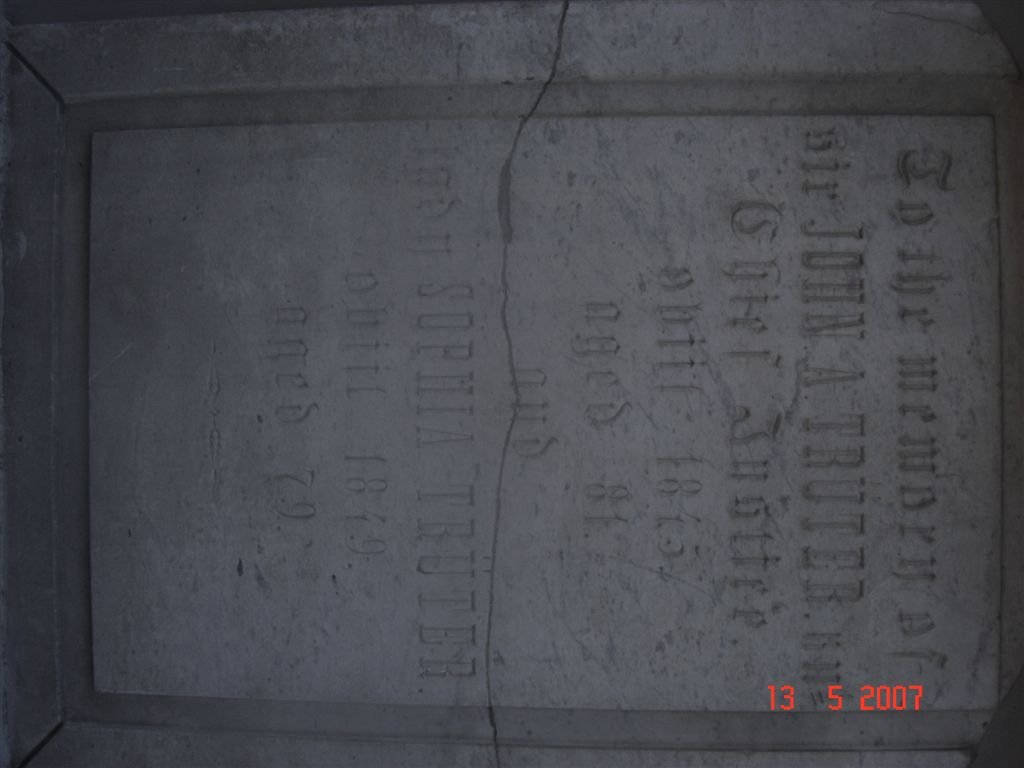 To the memory of
Sir JOHN A. TRUTER. Kt=
Chief Justice.
obiit 1845.
aged 81.
and
Lady SOPHIA TRUTER
obiit 1849.
aged 79.
13 5 2007